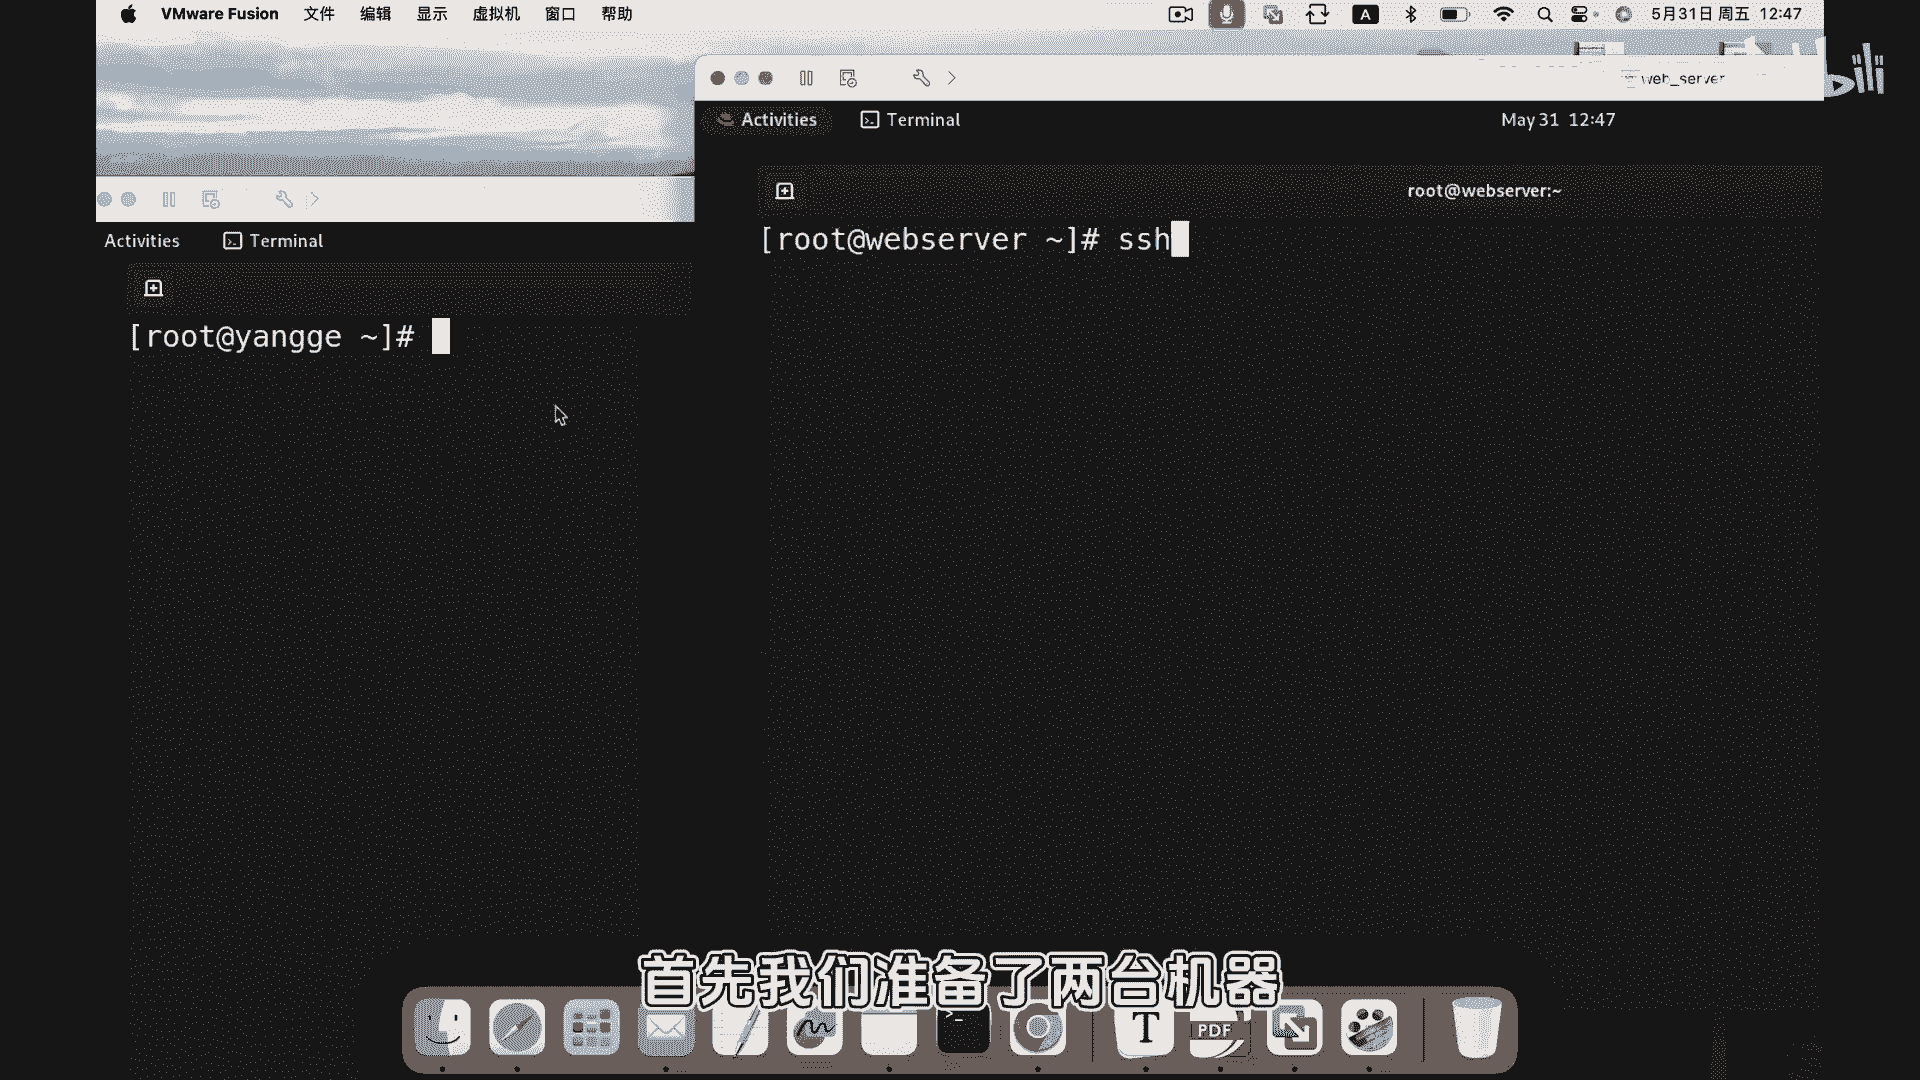 VMware Fusion 文件 编辑 显示 虚拟机 窗口 帮助 A 5月31日 周五 12:47
web_server
bili
Activities Terminal May 31 12:47
root@webserver:~
[root@webserver ~]# ssh
Activities Terminal
[root@yangge ~]#
首先我们准备了两台机器
>_ T PDF